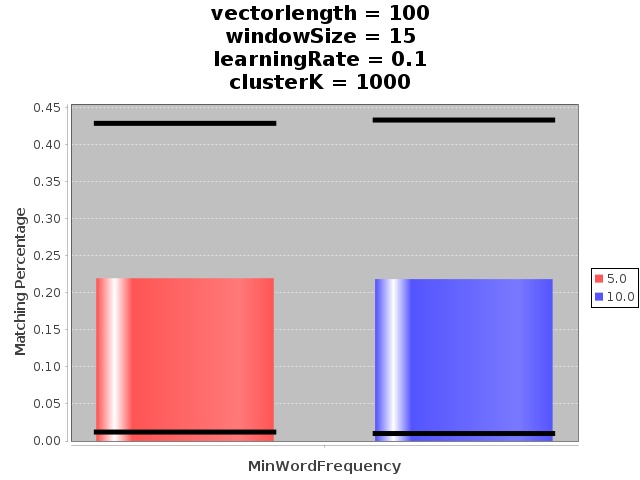 vectorlength = 100
windowSize = 15
learningRate = 0.1
clusterK = 1000
Matching Percentage
0.45
0.40
0.35
0.30
0.25
0.20
0.15
0.10
0.05
0.00
MinWordFrequency
5.0
10.0